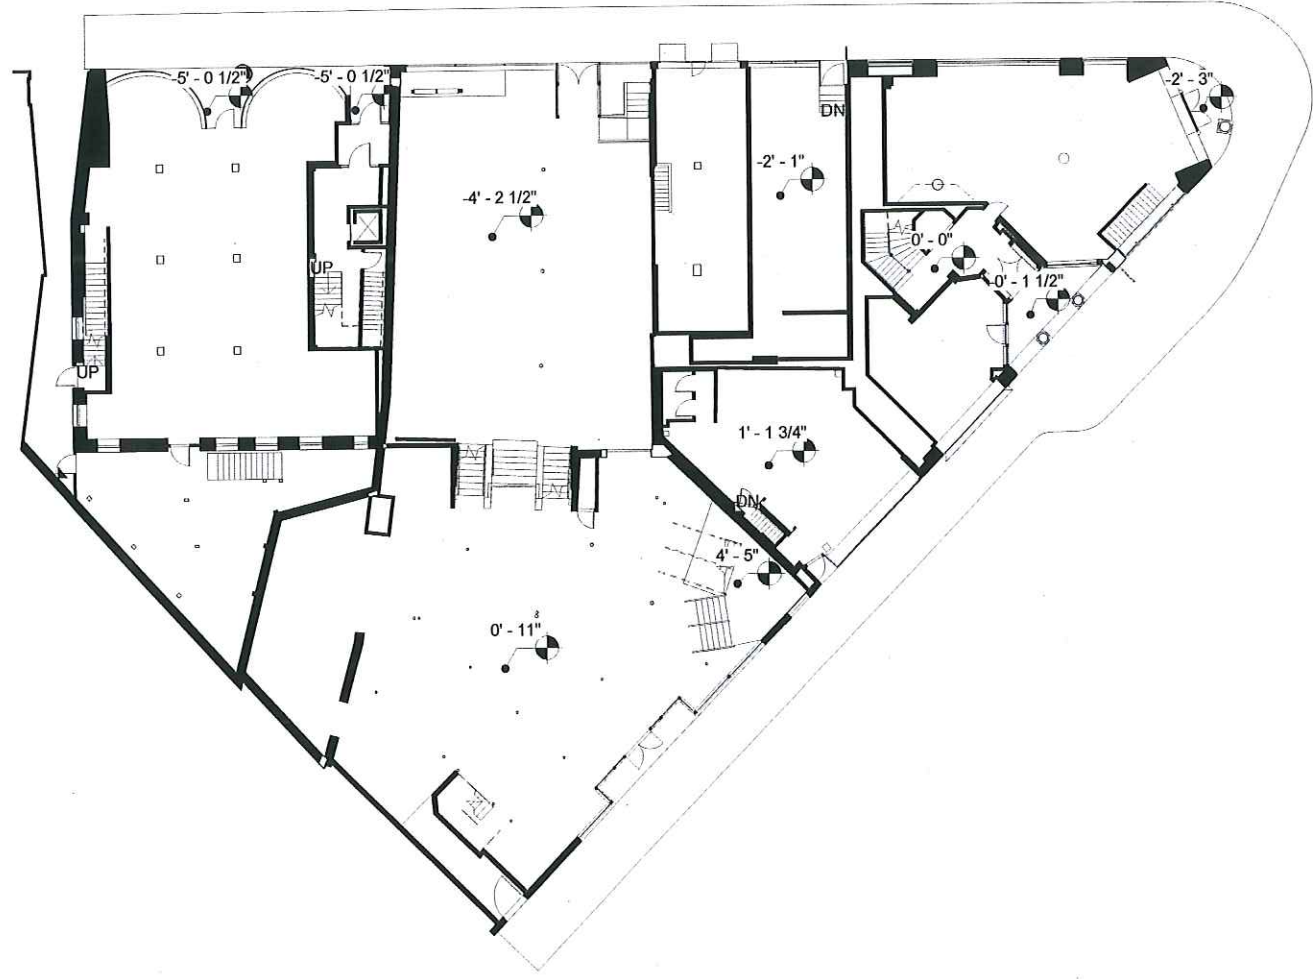 -5' - 0 1/2"
-5' - 0 1/2"
-2' - 3"
DN
-2' - 1"
-4' - 2 1/2"
0' - 0"
UP
-0' - 1 1/2"
UP
1' - 1 3/4"
DN
4' - 5"
0' - 11"